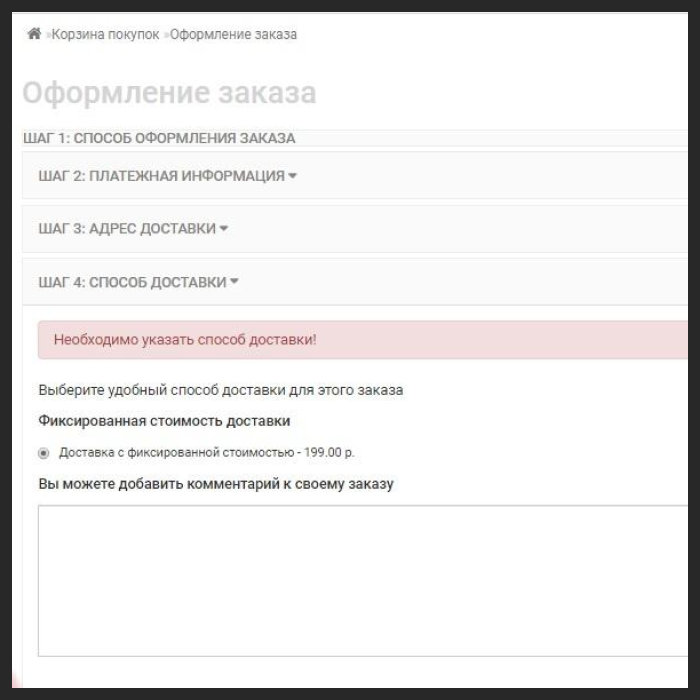 »Корзина покупок »Оформление заказа
Оформление заказа
ШАГ 1: СПОСОБ ОФОРМЛЕНИЯ ЗАКАЗА
ШАГ 2: ПЛАТЕЖНАЯ ИНФОРМАЦИЯ
ШАГ 3: АДРЕС ДОСТАВКИ
ШАГ 4: СПОСОБ ДОСТАВКИ
Необходимо указать способ доставки!
Выберите удобный способ доставки для этого заказа
Фиксированная стоимость доставки
Доставка с фиксированной стоимостью - 199.00 р.
Вы можете добавить комментарий к своему заказу